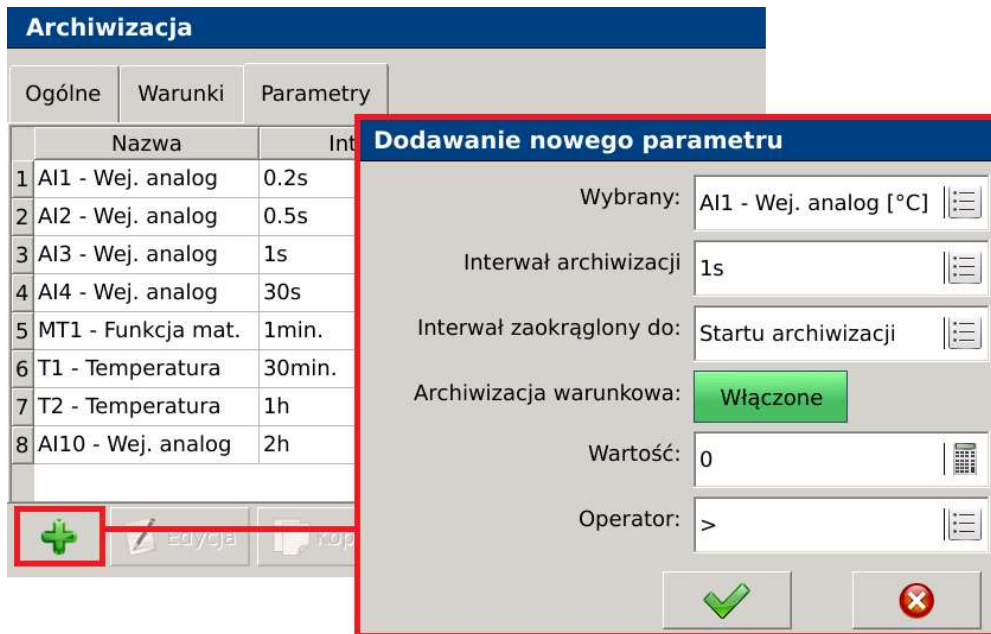 Archiwizacja
Ogólne Warunki Parametry
Nazwa Int
1 AI1 - Wej. analog 0.2s
2 AI2 - Wej. analog 0.5s
3 AI3 - Wej. analog 1s
4 AI4 - Wej. analog 30s
5 MT1 - Funkcja mat. 1min.
6 T1 - Temperatura 30min.
7 T2 - Temperatura 1h
8 AI10 - Wej. analog 2h
Edycja Kop
Dodawanie nowego parametru
Wybrany: AI1 - Wej. analog [°C]
Interwał archiwizacji 1s
Interwał zaokrąglony do: Startu archiwizacji
Archiwizacja warunkowa: Włączone
Wartość: 0
Operator: >